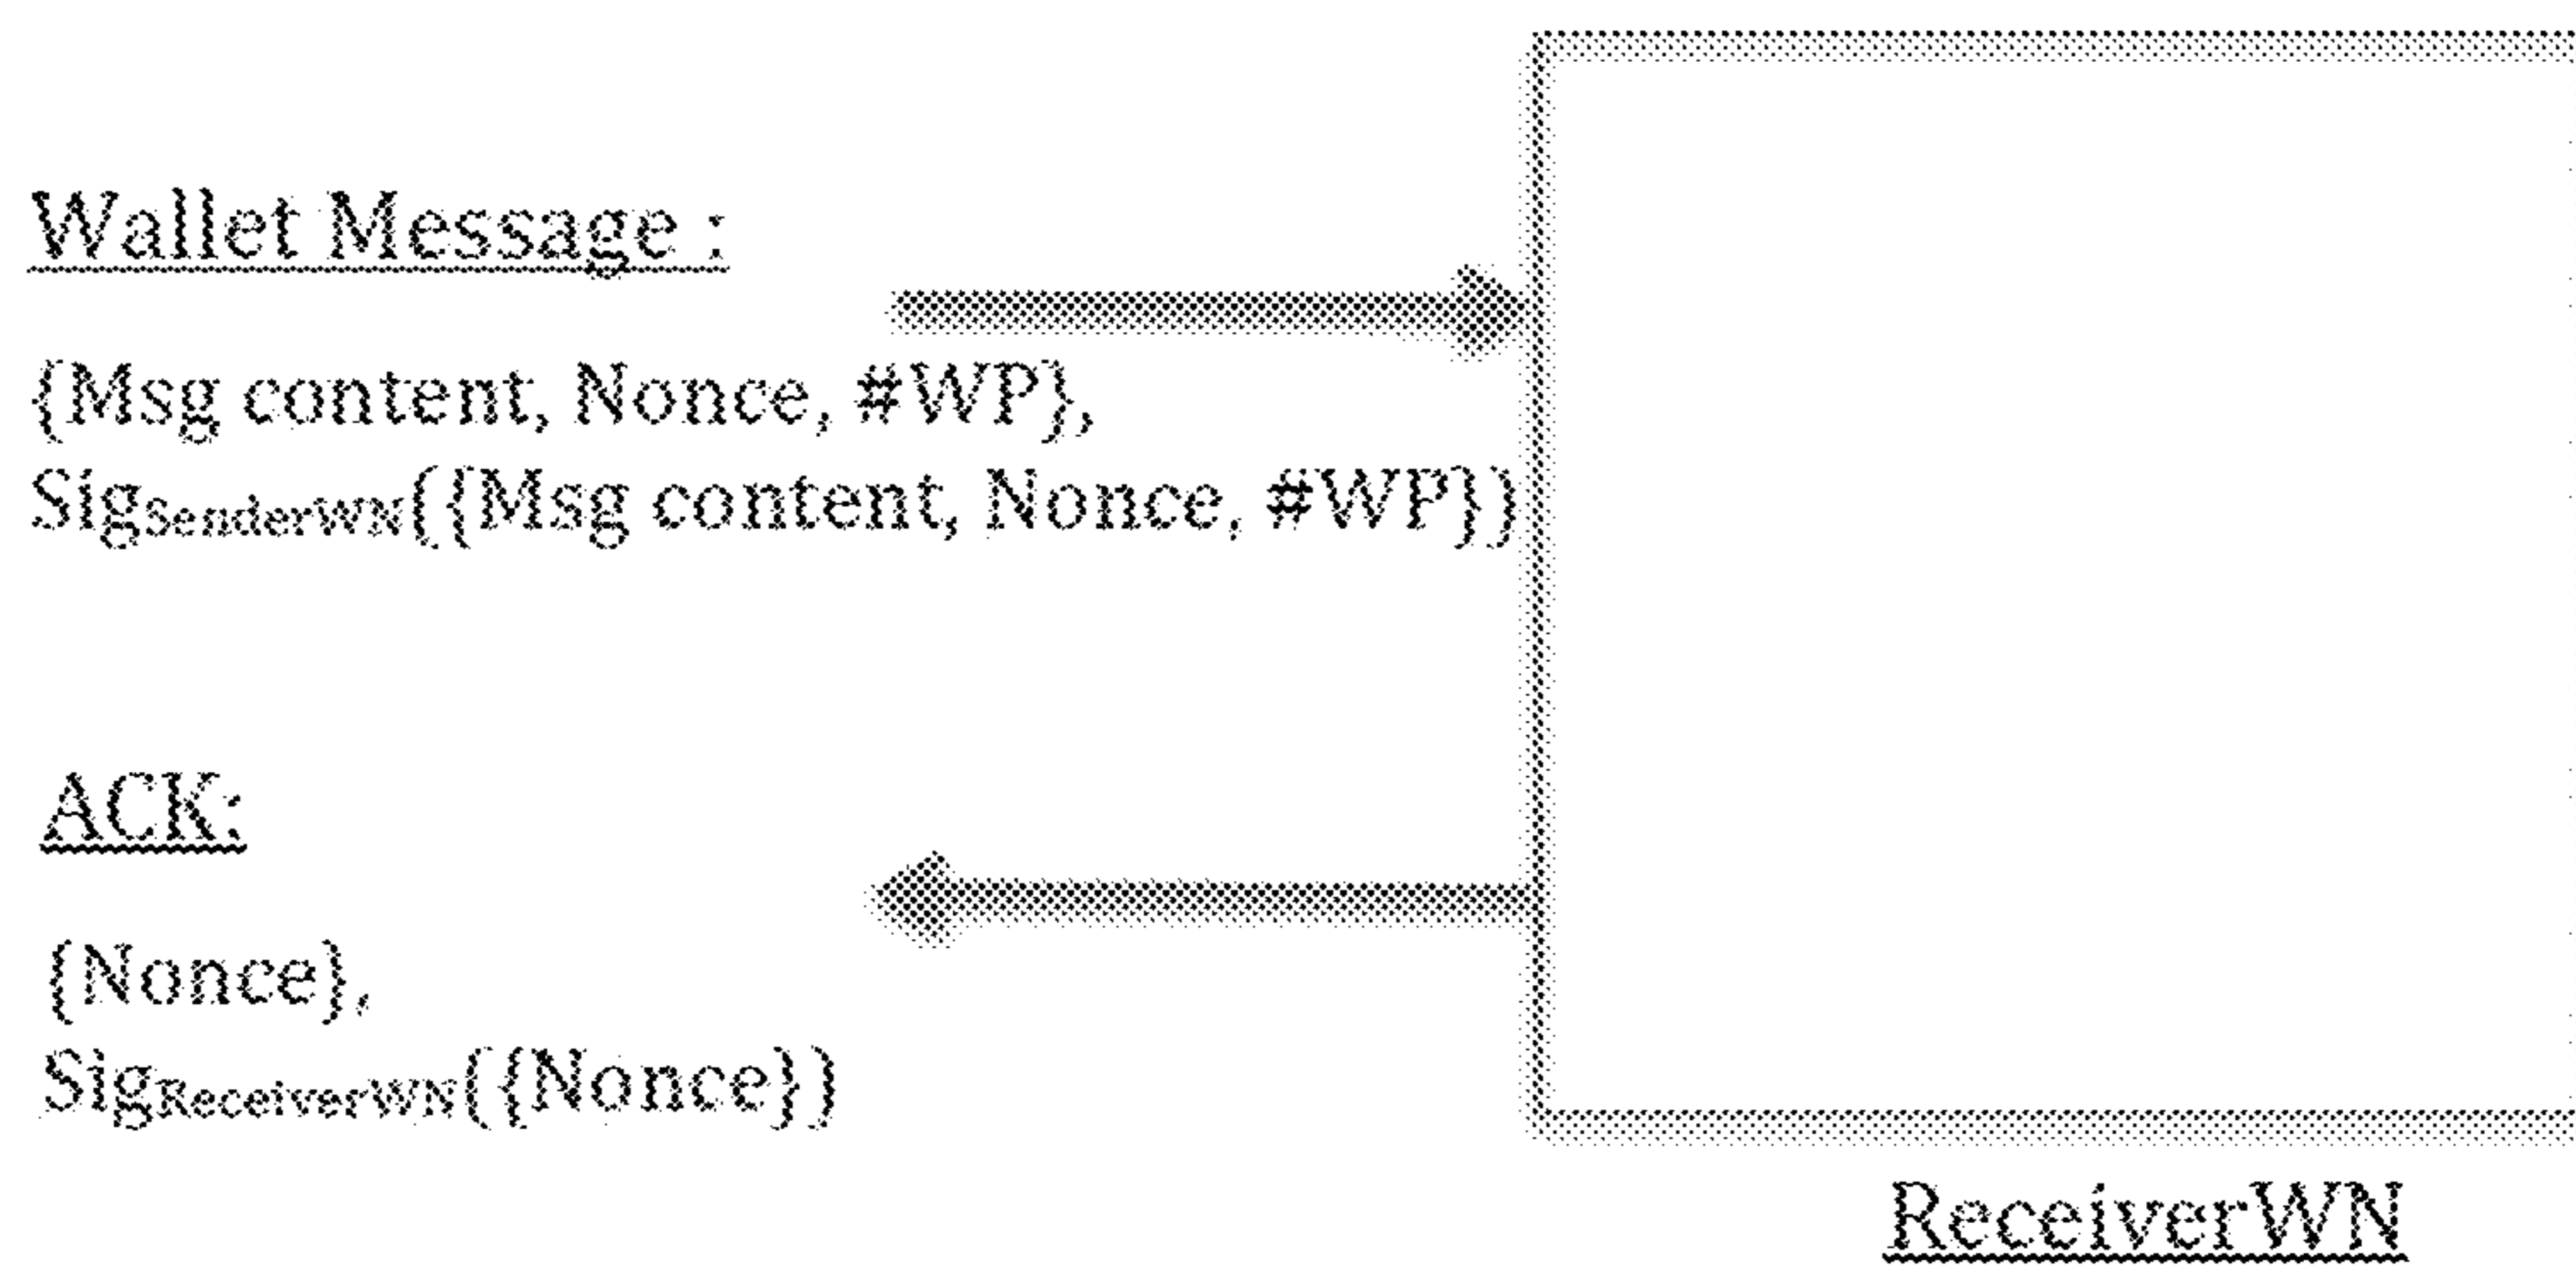 Wallet Message :
{Msg content, Nonce, #WP},
SigSenderWN({Msg content, Nonce, #WP})
ACK:
{Nonce},
SigReceiverWN({Nonce})
ReceiverWN